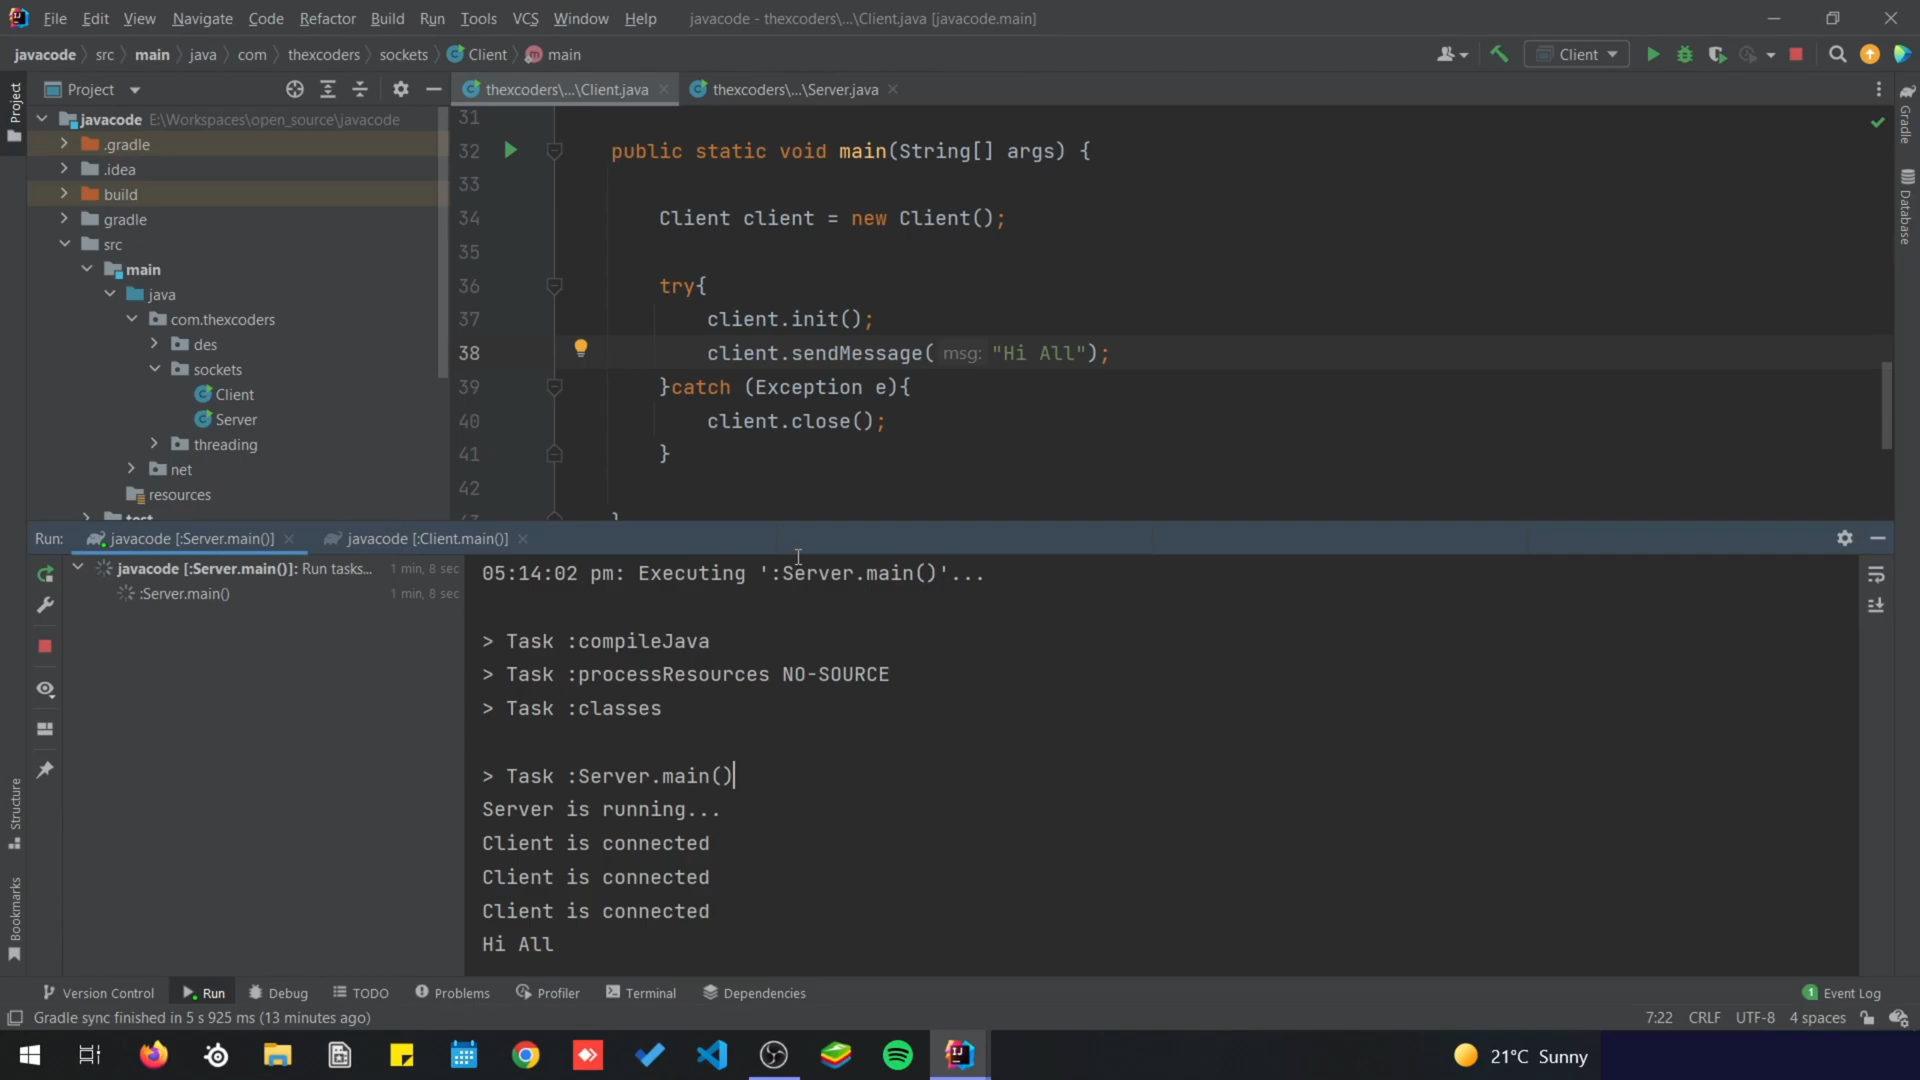 File Edit View Navigate Code Refactor Build Run Tools VCS Window Help javacode - thexcoders\...\Client.java [javacode.main]
javacode src main java com thexcoders sockets Client main Client
Project Project thexcoders\...\Client.java thexcoders\...\Server.java
javacode E:\Workspaces\open_source\javacode
.gradle
.idea
build
gradle
src
main
java
com.thexcoders
des
sockets
Client
Server
threading
net
resources
test
31
32 public static void main(String[] args) {
33
34 Client client = new Client();
35
36 try{
37 client.init();
38 client.sendMessage( msg: "Hi All");
39 }catch (Exception e){
40 client.close();
41 }
42
43 }
Gradle
Database
Run: javacode [:Server.main()] javacode [:Client.main()]
javacode [:Server.main()]: Run tasks... 1 min, 8 sec
:Server.main() 1 min, 8 sec
05:14:02 pm: Executing ':Server.main()'...
> Task :compileJava
> Task :processResources NO-SOURCE
> Task :classes
> Task :Server.main()
Server is running...
Client is connected
Client is connected
Client is connected
Hi All
Structure
Bookmarks
Version Control Run Debug TODO Problems Profiler Terminal Dependencies 1 Event Log
Gradle sync finished in 5 s 925 ms (13 minutes ago) 7:22 CRLF UTF-8 4 spaces
21°C Sunny